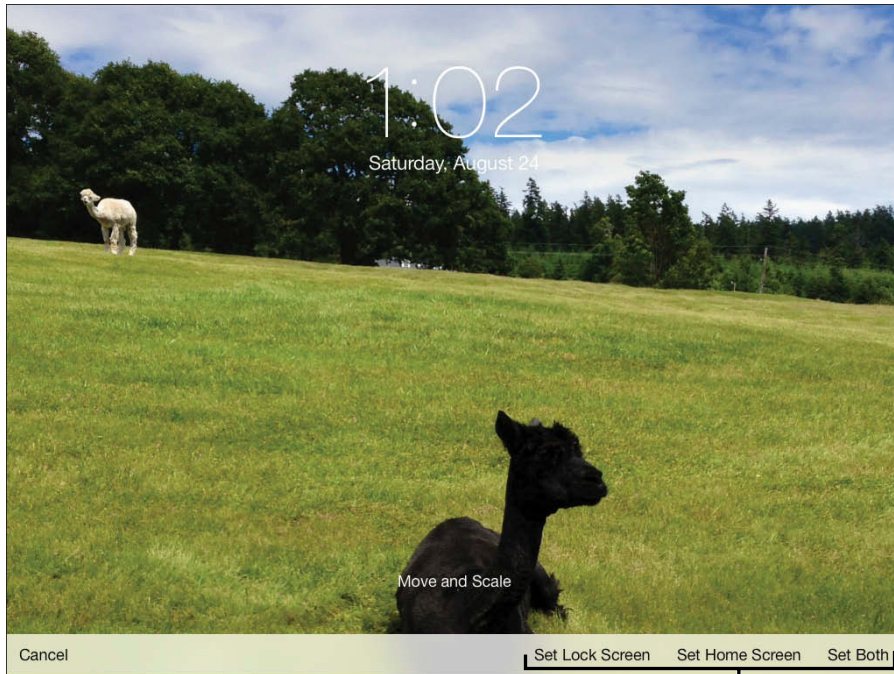 1:02
Saturday, August 24
Move and Scale
Cancel Set Lock Screen Set Home Screen Set Both